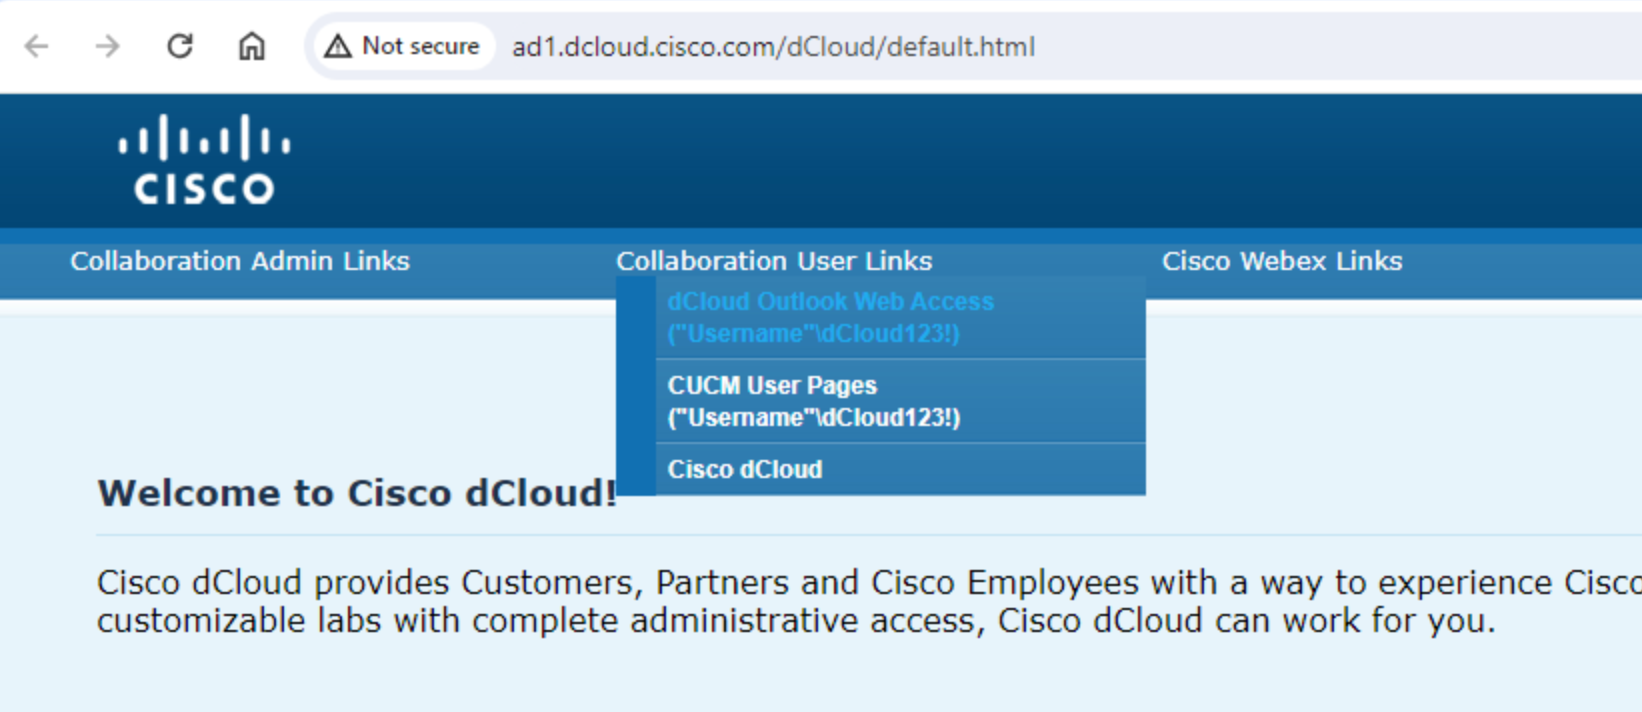 Not secure ad1.dcloud.cisco.com/dCloud/default.html
CISCO
Collaboration Admin Links Collaboration User Links Cisco Webex Links
dCloud Outlook Web Access
("Username"\dCloud123!)
CUCM User Pages
("Username"\dCloud123!)
Cisco dCloud
Welcome to Cisco dCloud!
Cisco dCloud provides Customers, Partners and Cisco Employees with a way to experience Cisco
customizable labs with complete administrative access, Cisco dCloud can work for you.